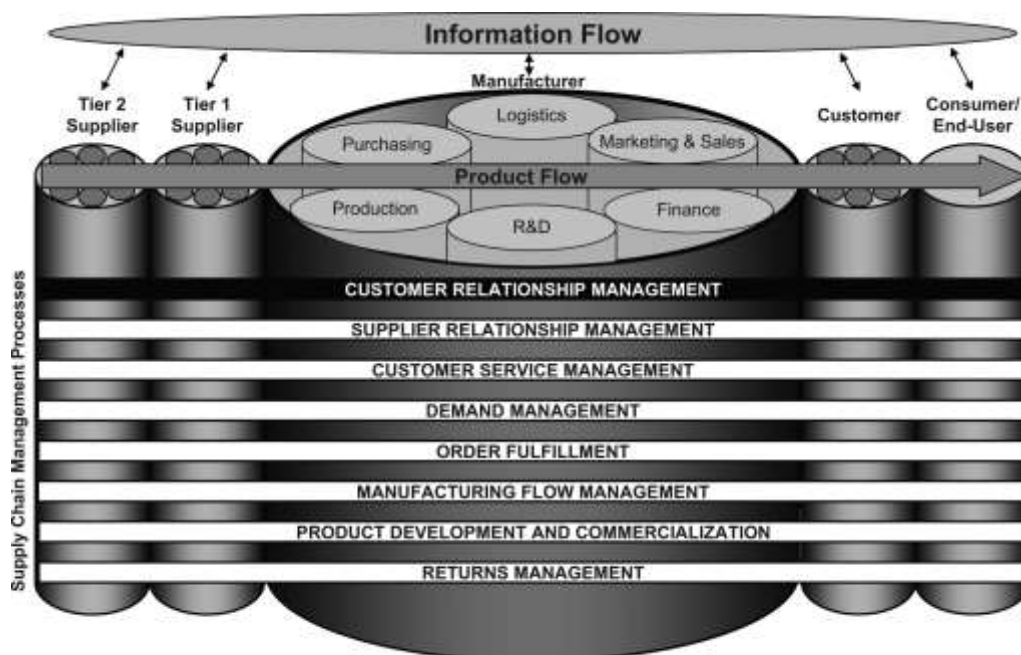 Information Flow
Manufacturer
Tier 2
Supplier
Tier 1
Supplier
Customer
Consumer/
End-User
Logistics
Purchasing
Marketing & Sales
Product Flow
Production
R&D
Finance
Supply Chain Management Processes
CUSTOMER RELATIONSHIP MANAGEMENT
SUPPLIER RELATIONSHIP MANAGEMENT
CUSTOMER SERVICE MANAGEMENT
DEMAND MANAGEMENT
ORDER FULFILLMENT
MANUFACTURING FLOW MANAGEMENT
PRODUCT DEVELOPMENT AND COMMERCIALIZATION
RETURNS MANAGEMENT